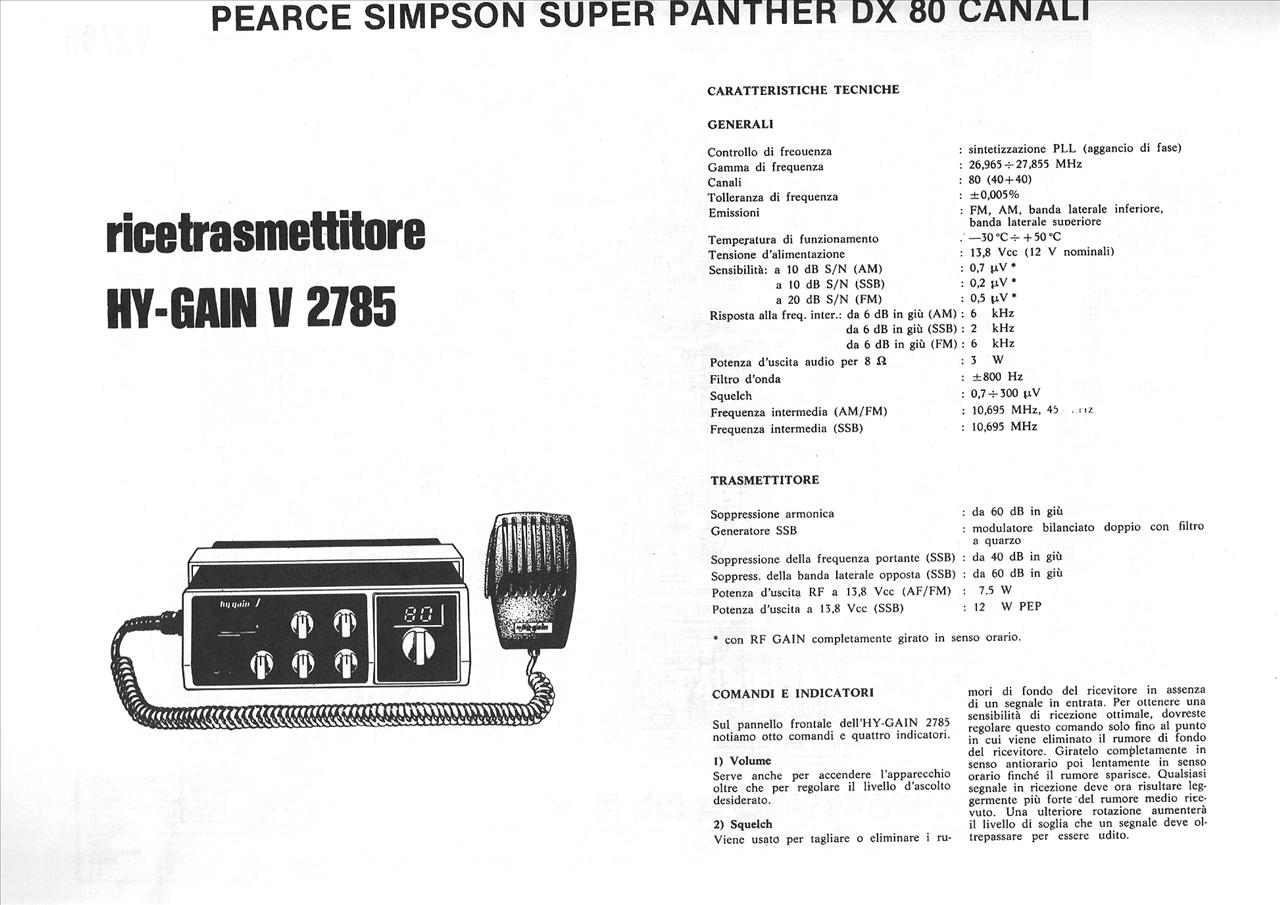 PEARCE SIMPSON SUPER PANTHER DX 80 CANALI
ricetrasmettitore
HY-GAIN V 2785
hy gain
80
hy-gain
CARATTERISTICHE TECNICHE
GENERALI
Controllo di freouenza : sintetizzazione PLL (aggancio di fase)
Gamma di frequenza : 26,965÷27,855 MHz
Canali : 80 (40+40)
Tolleranza di frequenza : ±0,005%
Emissioni : FM, AM, banda laterale inferiore,
banda laterale superiore
Temperatura di funzionamento : —30 °C ÷ +50 °C
Tensione d'alimentazione : 13,8 Vcc (12 V nominali)
Sensibilità: a 10 dB S/N (AM) : 0,7 µV *
a 10 dB S/N (SSB) : 0,2 µV *
a 20 dB S/N (FM) : 0,5 µV *
Risposta alla freq. inter.: da 6 dB in giù (AM) : 6 kHz
da 6 dB in giù (SSB) : 2 kHz
da 6 dB in giù (FM) : 6 kHz
Potenza d'uscita audio per 8 Ω : 3 W
Filtro d'onda : ±800 Hz
Squelch : 0,7÷300 µV
Frequenza intermedia (AM/FM) : 10,695 MHz, 45
Frequenza intermedia (SSB) : 10,695 MHz
TRASMETTITORE
Soppressione armonica : da 60 dB in giù
Generatore SSB : modulatore bilanciato doppio con filtro
a quarzo
Soppressione della frequenza portante (SSB) : da 40 dB in giù
Soppress. della banda laterale opposta (SSB) : da 60 dB in giù
Potenza d'uscita RF a 13,8 Vcc (AF/FM) : 7.5 W
Potenza d'uscita a 13,8 Vcc (SSB) : 12 W PEP
* con RF GAIN completamente girato in senso orario.
COMANDI E INDICATORI
Sul pannello frontale dell'HY-GAIN 2785
notiamo otto comandi e quattro indicatori.
1) Volume
Serve anche per accendere l'apparecchio
oltre che per regolare il livello d'ascolto
desiderato.
2) Squelch
Viene usato per tagliare o eliminare i ru-
mori di fondo del ricevitore in assenza
di un segnale in entrata. Per ottenere una
sensibilità di ricezione ottimale, dovreste
regolare questo comando solo fino al punto
in cui viene eliminato il rumore di fondo
del ricevitore. Giratelo completamente in
senso antiorario poi lentamente in senso
orario finché il rumore sparisce. Qualsiasi
segnale in ricezione deve ora risultare leg-
germente più forte del rumore medio rice-
vuto. Una ulteriore rotazione aumenterà
il livello di soglia che un segnale deve ol-
trepassare per essere udito.